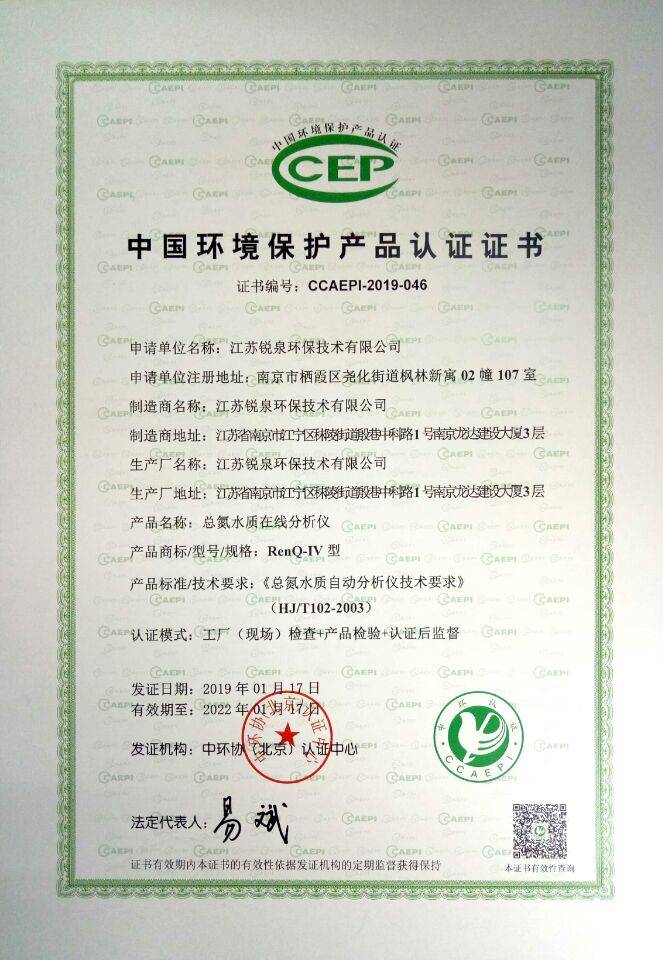 中国环境保护产品认证
CEP
中国环境保护产品认证证书
证书编号：CCAEPI-2019-046
申请单位名称：江苏锐泉环保技术有限公司
申请单位注册地址：南京市栖霞区尧化街道枫林新寓 02 幢 107 室
制造商名称：江苏锐泉环保技术有限公司
制造商地址：江苏省南京市江宁区秣陵街道殷巷中利路1号南京龙达建设大厦3层
生产厂名称：江苏锐泉环保技术有限公司
生产厂地址：江苏省南京市江宁区秣陵街道殷巷中利路1号南京龙达建设大厦3层
产品名称：总氮水质在线分析仪
产品商标/型号/规格：RenQ-IV 型
产品标准/技术要求：《总氮水质自动分析仪技术要求》
（HJ/T102-2003）
认证模式：工厂（现场）检查+产品检验+认证后监督
发证日期：2019 年 01 月 17 日
有效期至：2022 年 01 月 17 日
发证机构：中环协（北京）认证中心
中环协(北京)认证中心
中环认证
CCAEPI
法定代表人：易斌
证书有效期内本证书的有效性依据发证机构的定期监督获得保持
本证书有效性查询